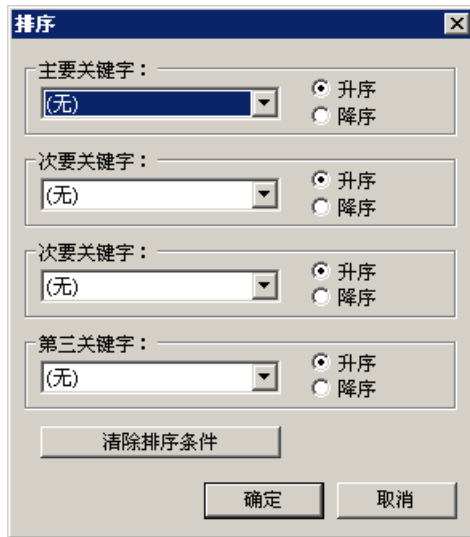 排序
主要关键字：
(无)
升序
降序
次要关键字：
(无)
升序
降序
次要关键字：
(无)
升序
降序
第三关键字：
(无)
升序
降序
清除排序条件
确定
取消